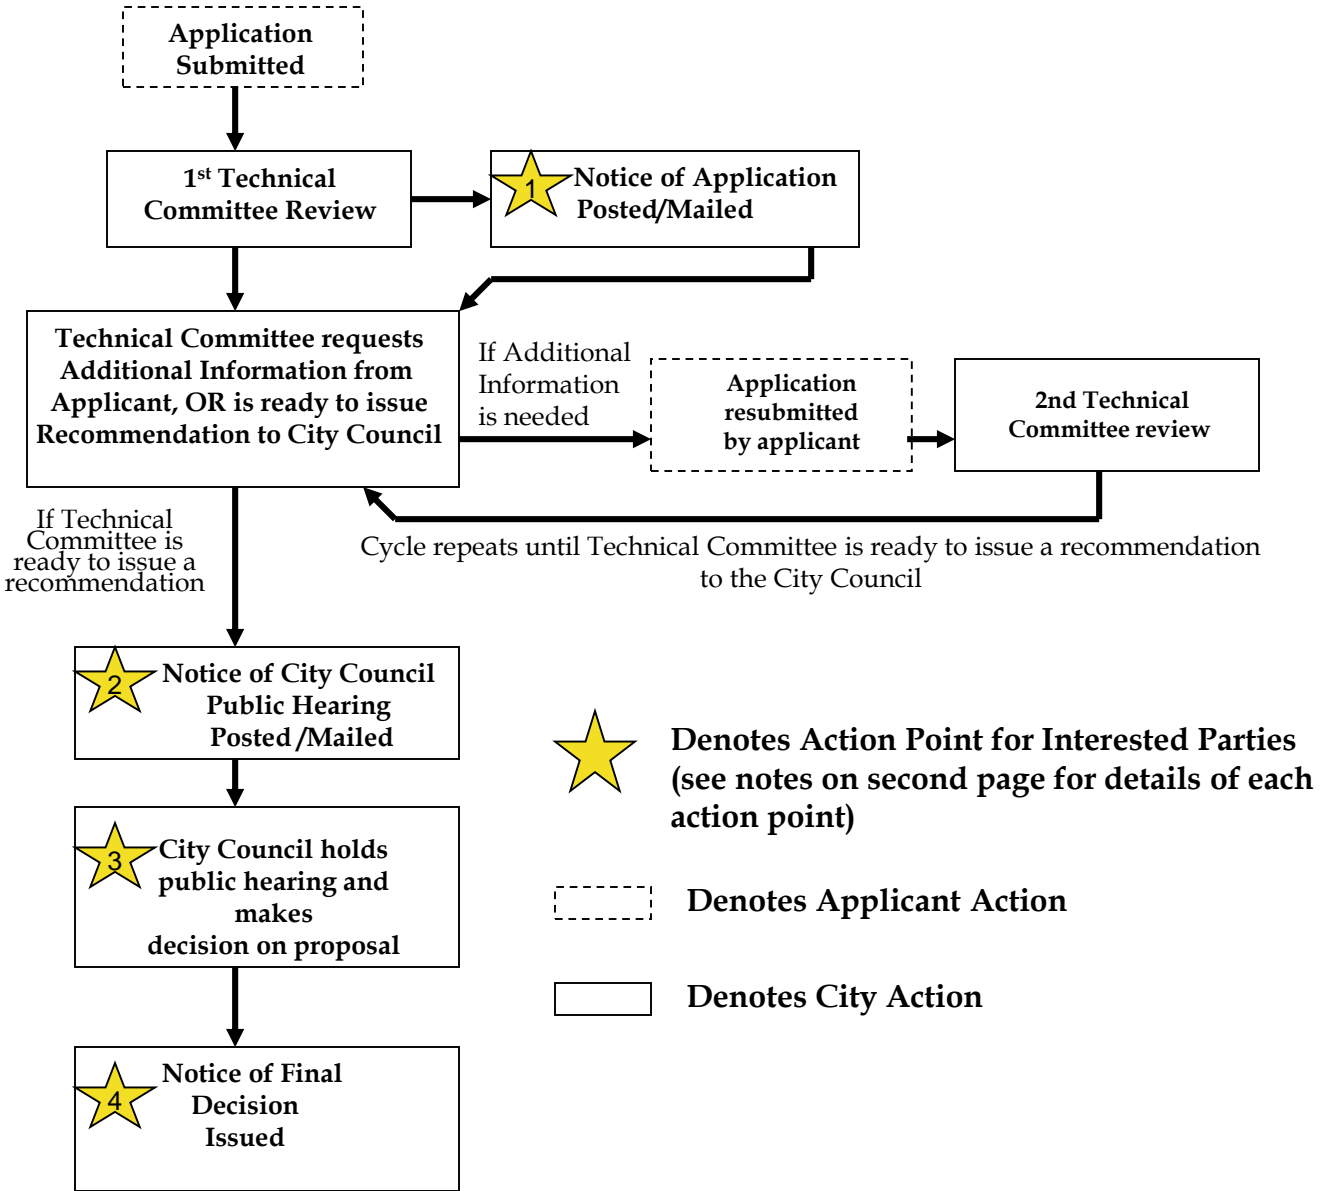 Application
Submitted
1st Technical
Committee Review
1
Notice of Application
Posted/Mailed
Technical Committee requests
Additional Information from
Applicant, OR is ready to issue
Recommendation to City Council
If Additional
Information
is needed
Application
resubmitted
by applicant
2nd Technical
Committee review
If Technical
Committee is
ready to issue a
recommendation
Cycle repeats until Technical Committee is ready to issue a recommendation
to the City Council
2
Notice of City Council
Public Hearing
Posted /Mailed
3
City Council holds
public hearing and
makes
decision on proposal
4
Notice of Final
Decision
Issued
Denotes Action Point for Interested Parties
(see notes on second page for details of each
action point)
Denotes Applicant Action
Denotes City Action